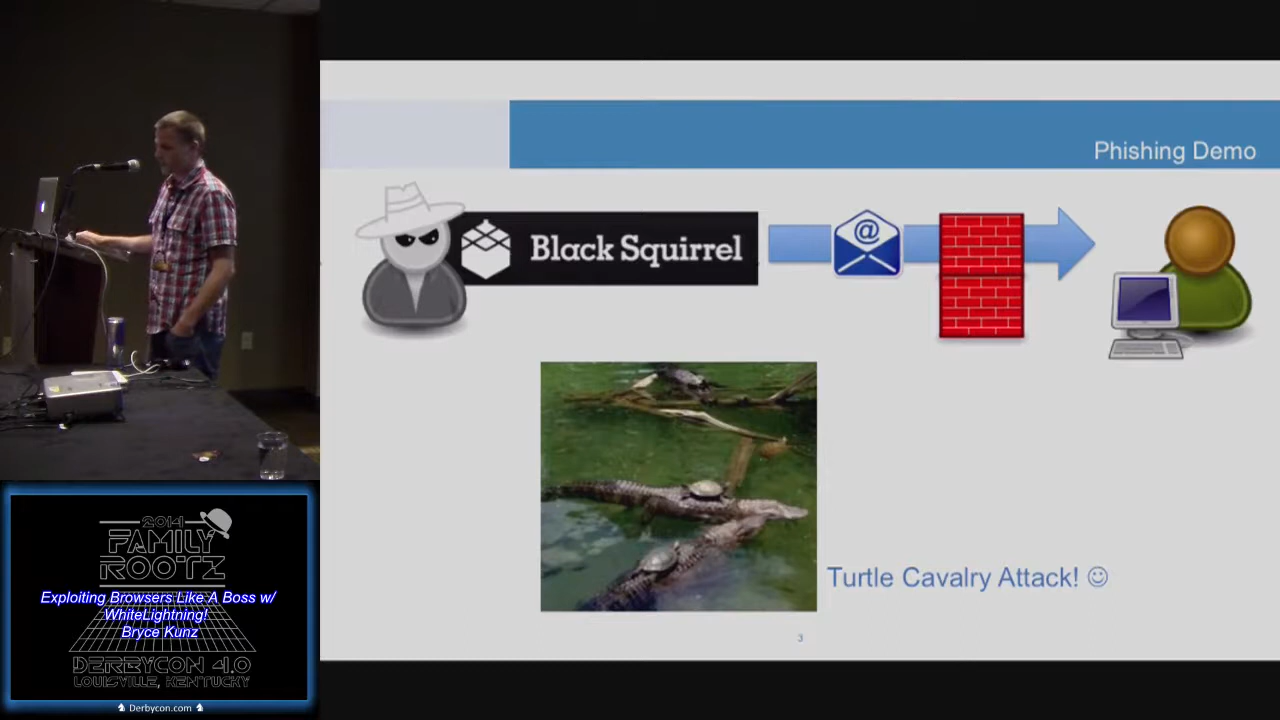 Phishing Demo
Black Squirrel
@
Turtle Cavalry Attack! ☺
3
2014
FAMILY
ROOTZ
Exploiting Browsers Like A Boss w/
WhiteLightning!
Bryce Kunz
DERBYCON 4.0
LOUISVILLE, KENTUCKY
Derbycon.com